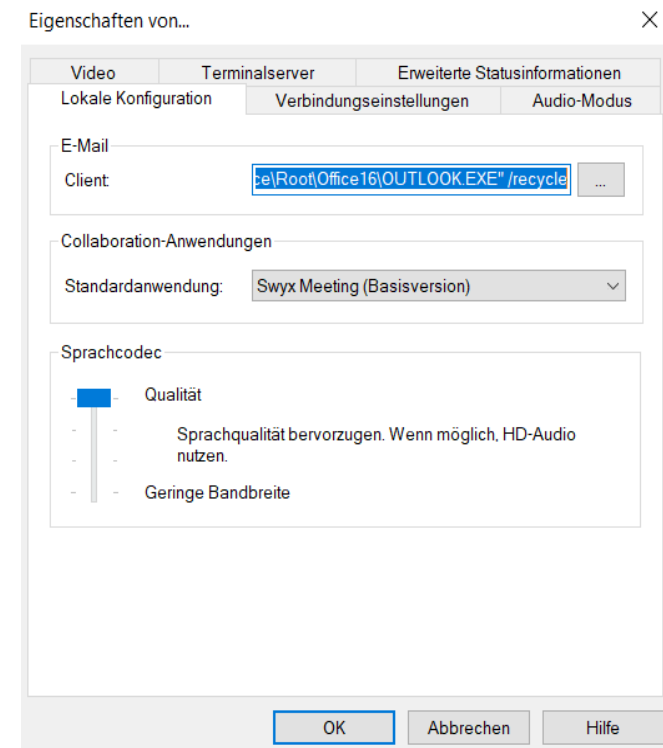 Eigenschaften von...
Video Terminalserver Erweiterte Statusinformationen
Lokale Konfiguration Verbindungseinstellungen Audio-Modus
E-Mail
Client: ce\Root\Office16\OUTLOOK.EXE" /recycle ...
Collaboration-Anwendungen
Standardanwendung: Swyx Meeting (Basisversion)
Sprachcodec
Qualität
Sprachqualität bevorzugen. Wenn möglich, HD-Audio
nutzen.
Geringe Bandbreite
OK Abbrechen Hilfe